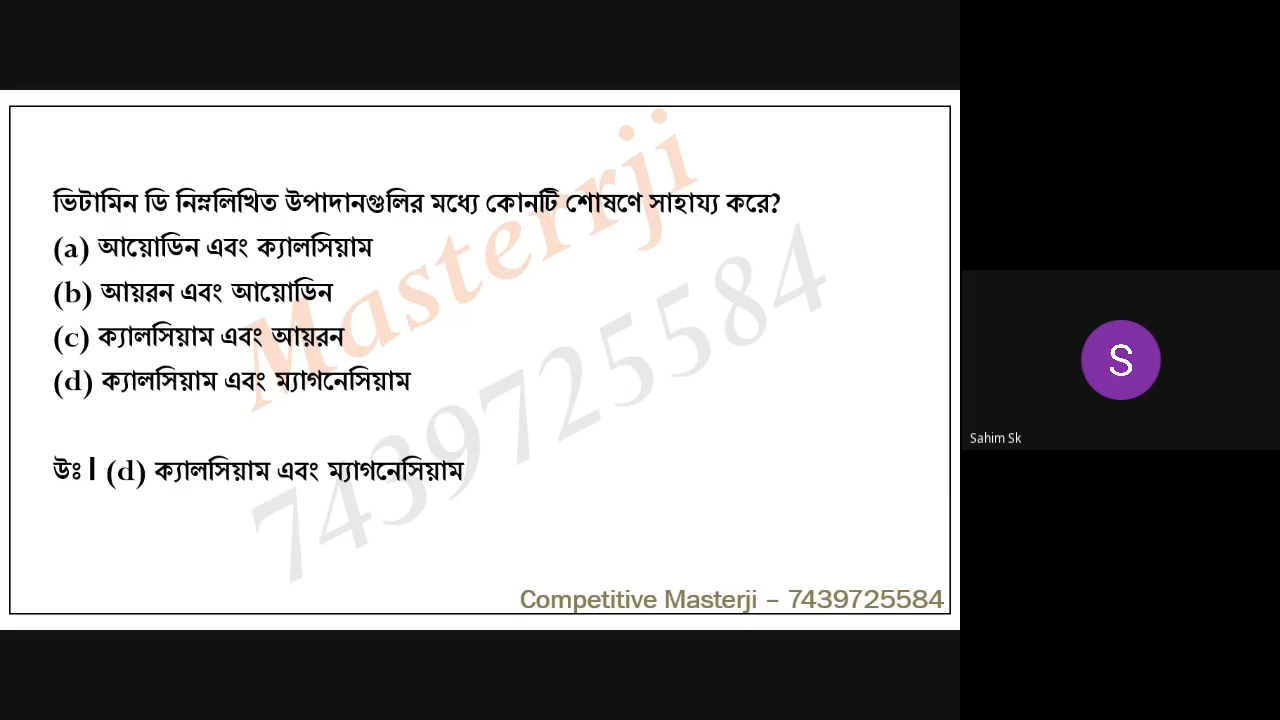 ভিটামিন ডি নিম্নলিখিত উপাদানগুলির মধ্যে কোনটি শোষণে সাহায্য করে?
(a) আয়োডিন এবং ক্যালসিয়াম
(b) আয়রন এবং আয়োডিন
(c) ক্যালসিয়াম এবং আয়রন
(d) ক্যালসিয়াম এবং ম্যাগনেসিয়াম
উঃ। (d) ক্যালসিয়াম এবং ম্যাগনেসিয়াম
Masterrji
7439725584
Competitive Masterji – 7439725584
S
Sahim Sk